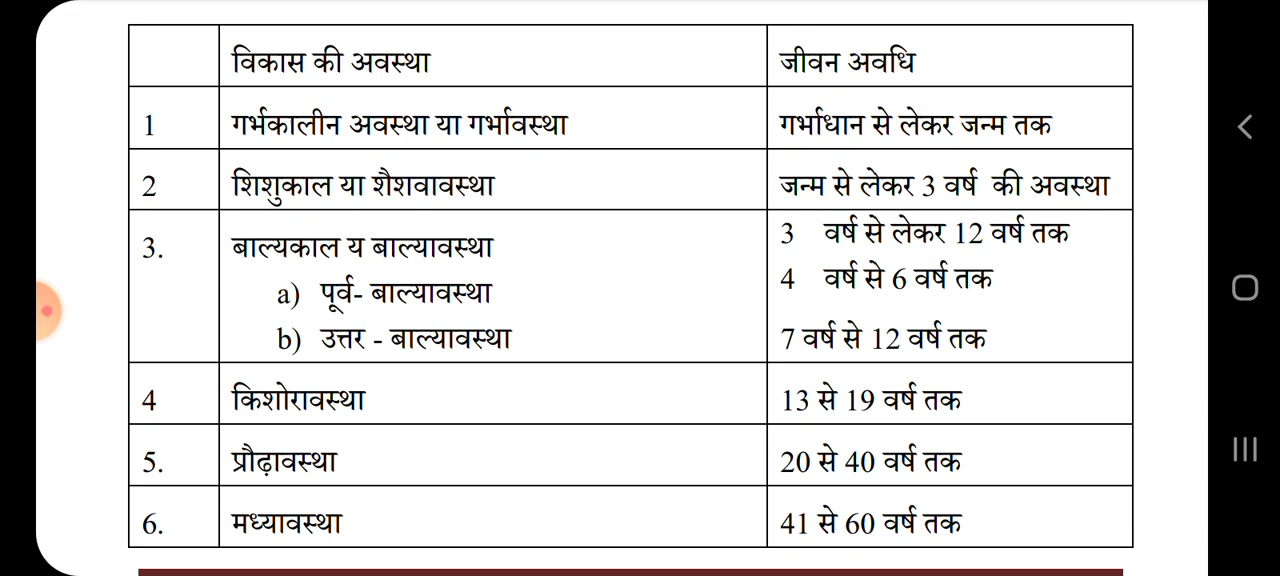 विकास की अवस्था जीवन अवधि
1 गर्भकालीन अवस्था या गर्भावस्था गर्भाधान से लेकर जन्म तक
2 शिशुकाल या शैशवावस्था जन्म से लेकर 3 वर्ष की अवस्था
3. बाल्यकाल य बाल्यावस्था 3 वर्ष से लेकर 12 वर्ष तक
a) पूर्व- बाल्यावस्था 4 वर्ष से 6 वर्ष तक
b) उत्तर - बाल्यावस्था 7 वर्ष से 12 वर्ष तक
4 किशोरावस्था 13 से 19 वर्ष तक
5. प्रौढ़ावस्था 20 से 40 वर्ष तक
6. मध्यावस्था 41 से 60 वर्ष तक